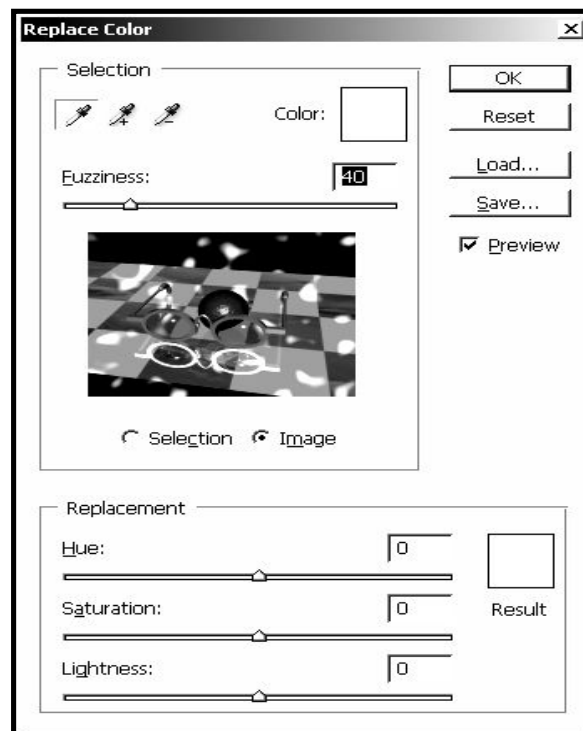 Replace Color
Selection
Color:
OK
Reset
Fuzziness: 40
Load...
Save...
Preview
Selection Image
Replacement
Hue: 0
Saturation: 0
Result
Lightness: 0